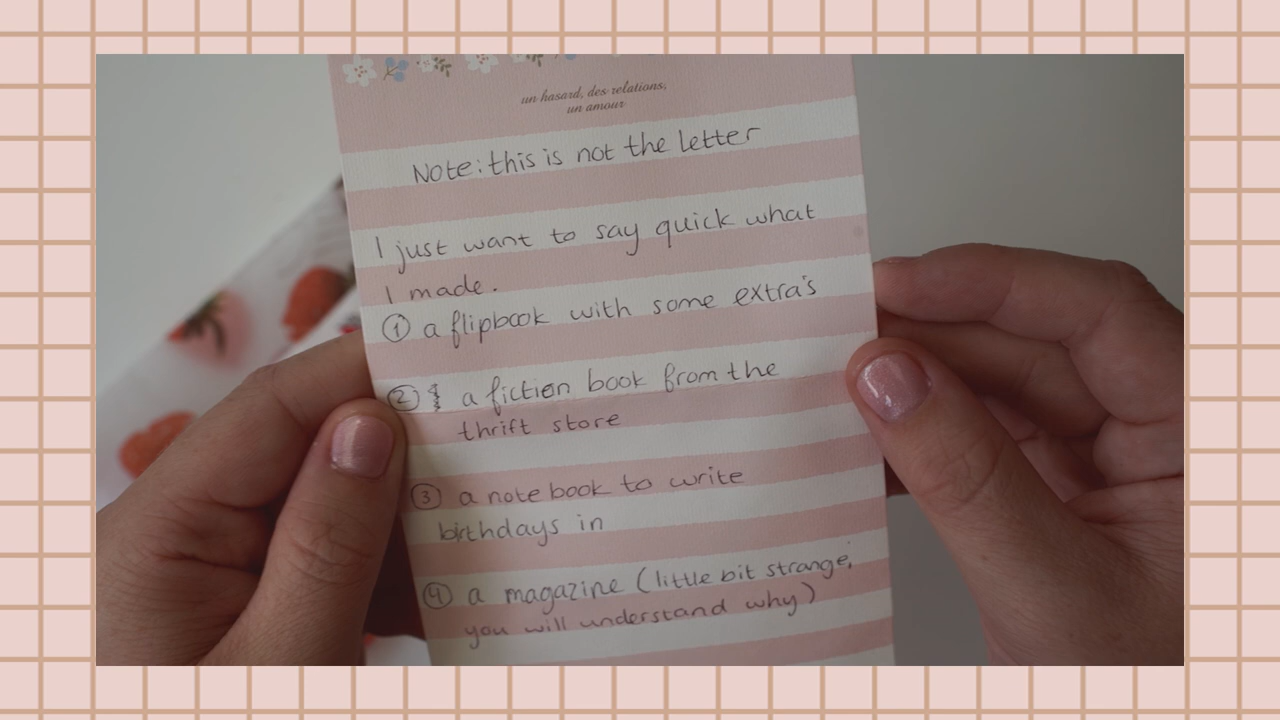 un hasard, des relations,
un amour
Note: this is not the letter
I just want to say quick what
I made.
① a flipbook with some extra's
② a fiction book from the
thrift store
③ a notebook to write
birthdays in
④ a magazine (little bit strange,
you will understand why)